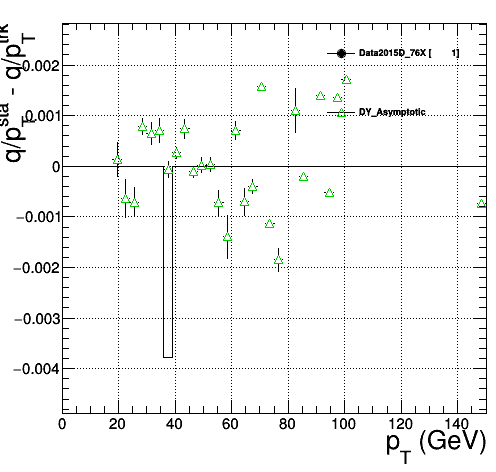 q/p_T^sta - q/p_T^trk
0.002
0.001
0
−0.001
−0.002
−0.003
−0.004
Data2015D_76X [ 1]
DY_Asymptotic
0 20 40 60 80 100 120 140
p_T (GeV)